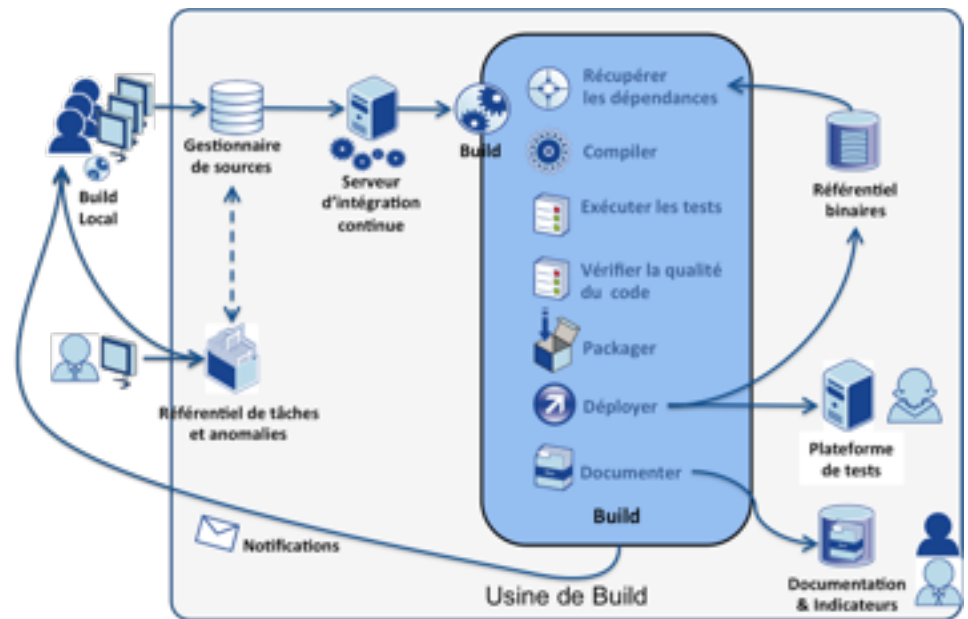 Build
Local
Gestionnaire
de sources
Serveur
d'intégration
continue
Build
Récupérer
les dépendances
Compiler
Exécuter les tests
Vérifier la qualité
du code
Packager
Déployer
Documenter
Build
Référentiel
binaires
Référentiel de tâches
et anomalies
Plateforme
de tests
Notifications
Documentation
& Indicateurs
Usine de Build